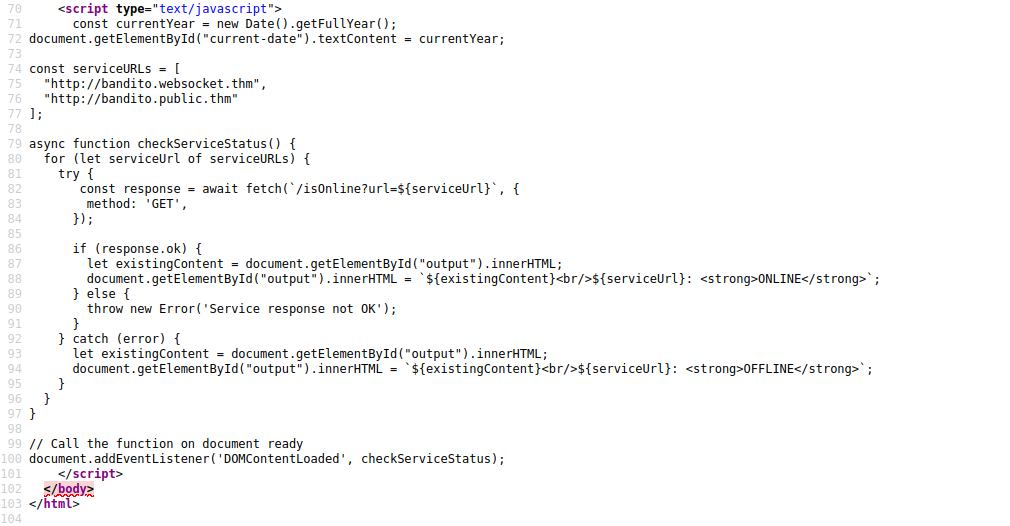 70     <script type="text/javascript">
71       const currentYear = new Date().getFullYear();
72 document.getElementById("current-date").textContent = currentYear;
73
74 const serviceURLs = [
75   "http://bandito.websocket.thm",
76   "http://bandito.public.thm"
77 ];
78
79 async function checkServiceStatus() {
80   for (let serviceUrl of serviceURLs) {
81     try {
82        const response = await fetch(`/isOnline?url=${serviceUrl}`, {
83         method: 'GET',
84       });
85
86       if (response.ok) {
87         let existingContent = document.getElementById("output").innerHTML;
88         document.getElementById("output").innerHTML = `${existingContent}<br/>${serviceUrl}: <strong>ONLINE</strong>`;
89       } else {
90         throw new Error('Service response not OK');
91       }
92     } catch (error) {
93       let existingContent = document.getElementById("output").innerHTML;
94       document.getElementById("output").innerHTML = `${existingContent}<br/>${serviceUrl}: <strong>OFFLINE</strong>`;
95     }
96   }
97 }
98
99 // Call the function on document ready
100 document.addEventListener('DOMContentLoaded', checkServiceStatus);
101     </script>
102   </body>
103 </html>
104